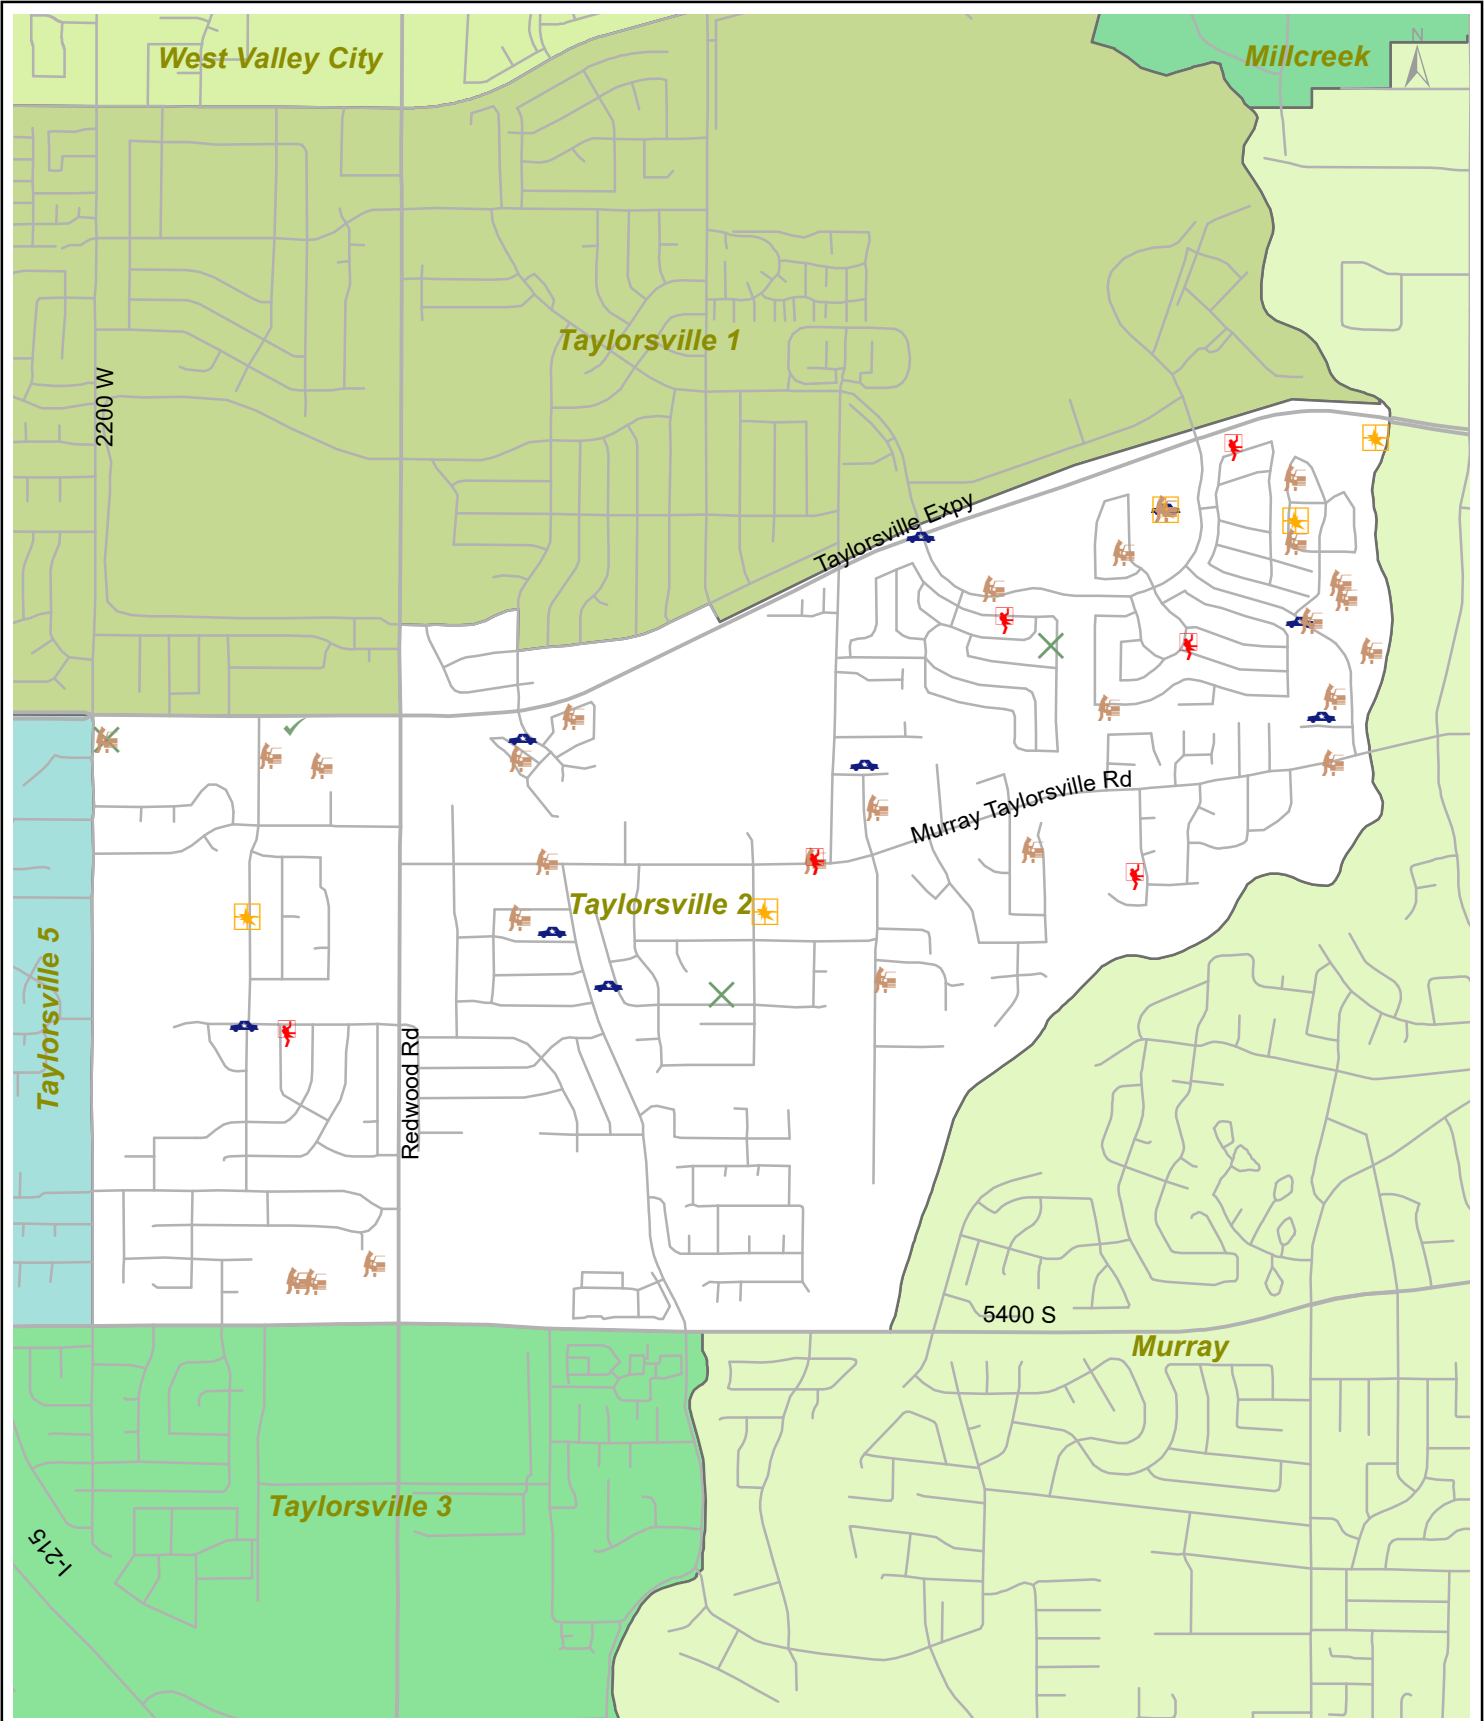 West Valley City
Millcreek
N
Taylorsville 1
2200 W
Taylorsville Expy
Murray Taylorsville Rd
Taylorsville 2
Taylorsville 5
Redwood Rd
5400 S
Murray
Taylorsville 3
I-215